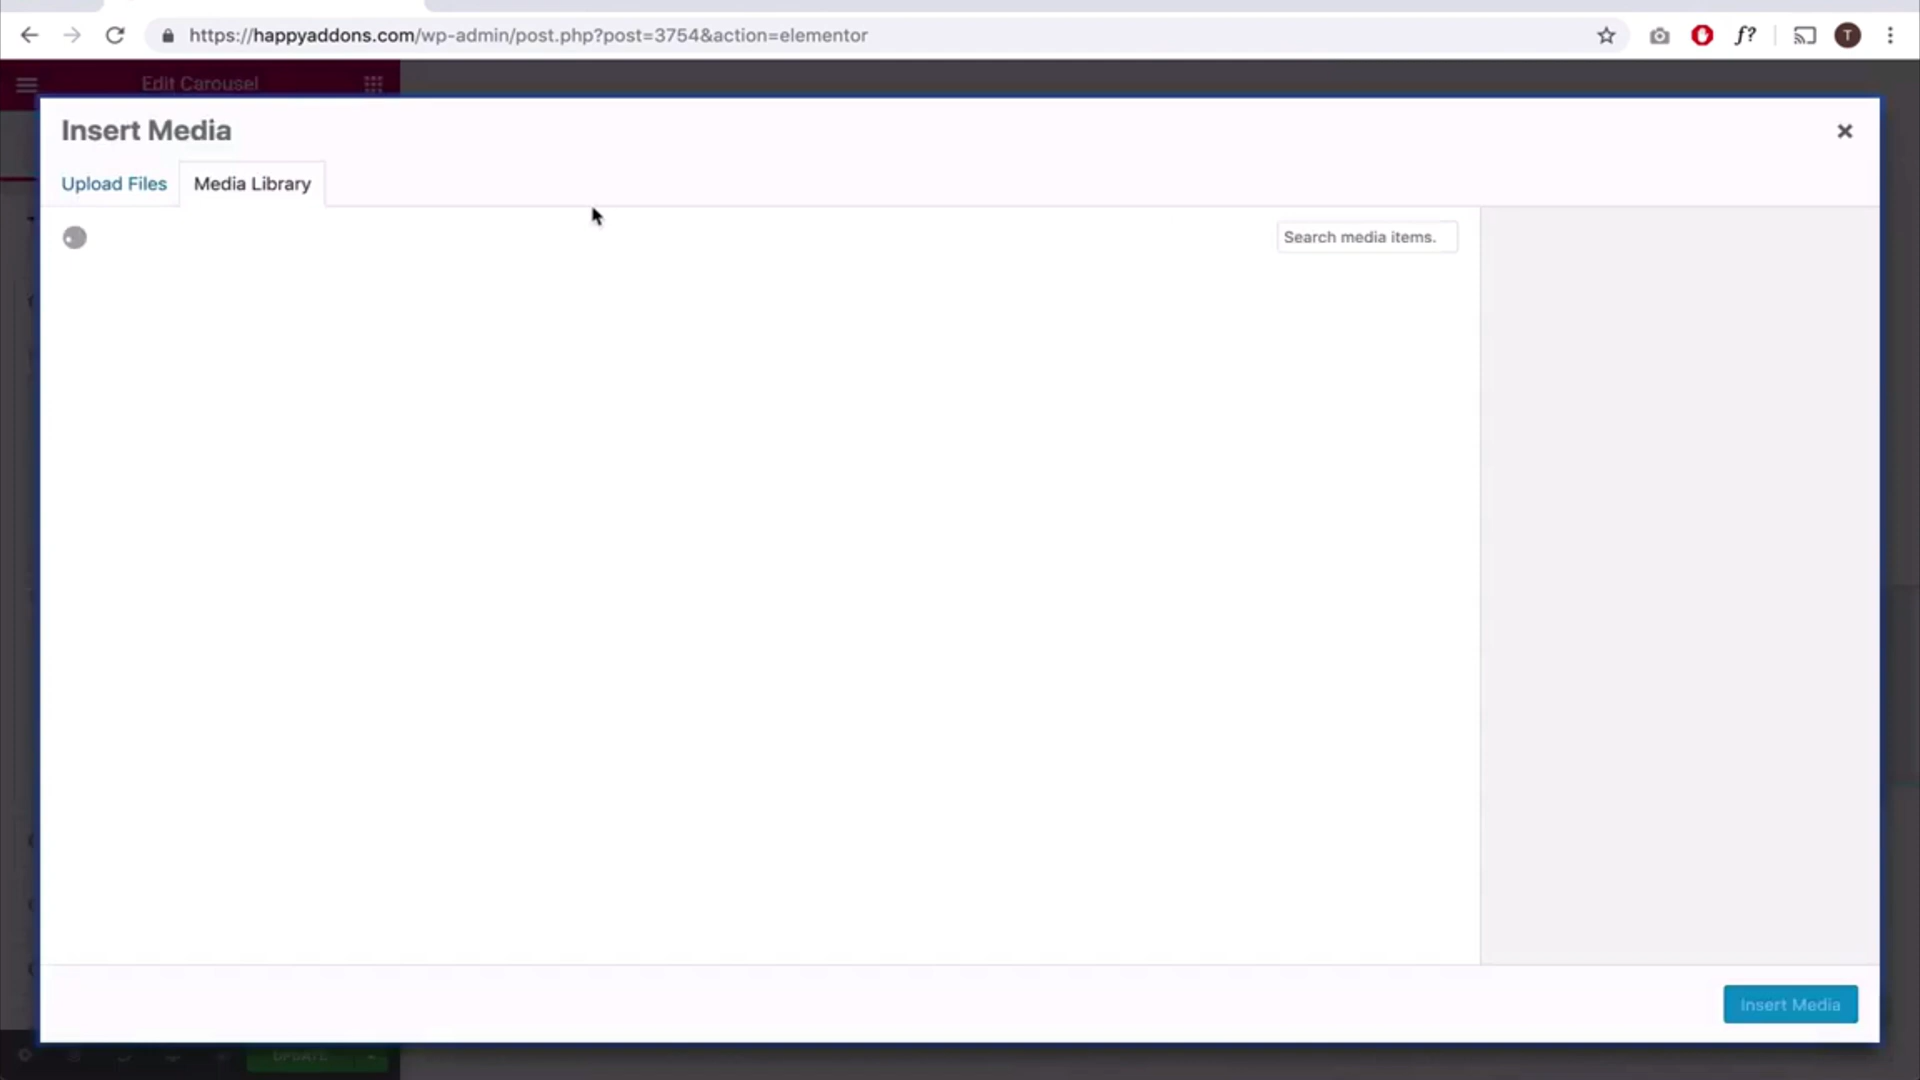 https://happyaddons.com/wp-admin/post.php?post=3754&action=elementor
f?
T
Edit Carousel
Insert Media
Upload Files
Media Library
Search media items.
Insert Media
UPDATE